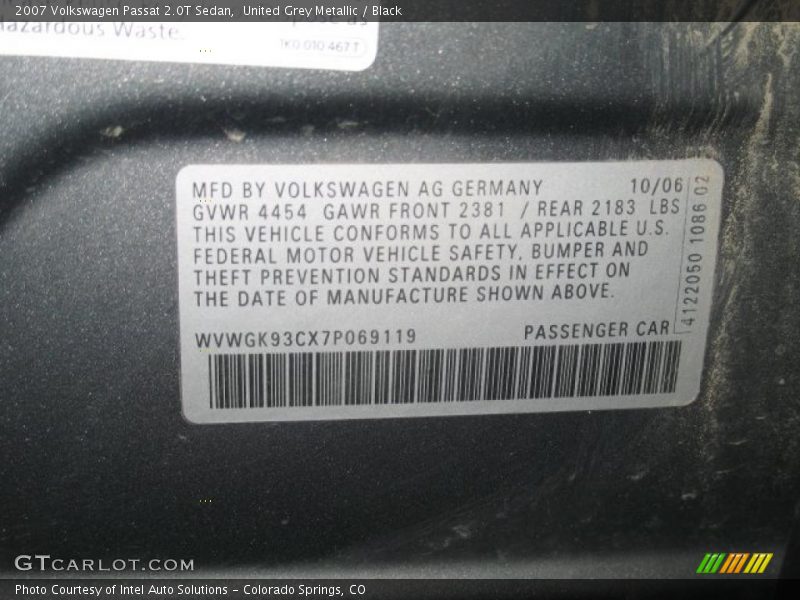 2007 Volkswagen Passat 2.0T Sedan,  United Grey Metallic / Black
Hazardous Waste.
1K0 010 467 T
MFD BY VOLKSWAGEN AG GERMANY 10/06
GVWR 4454 GAWR FRONT 2381 / REAR 2183 LBS
THIS VEHICLE CONFORMS TO ALL APPLICABLE U.S.
FEDERAL MOTOR VEHICLE SAFETY, BUMPER AND
THEFT PREVENTION STANDARDS IN EFFECT ON
THE DATE OF MANUFACTURE SHOWN ABOVE.
WVWGK93CX7P069119 PASSENGER CAR
4122050 1086 02
GTCARLOT.COM
Photo Courtesy of Intel Auto Solutions - Colorado Springs, CO